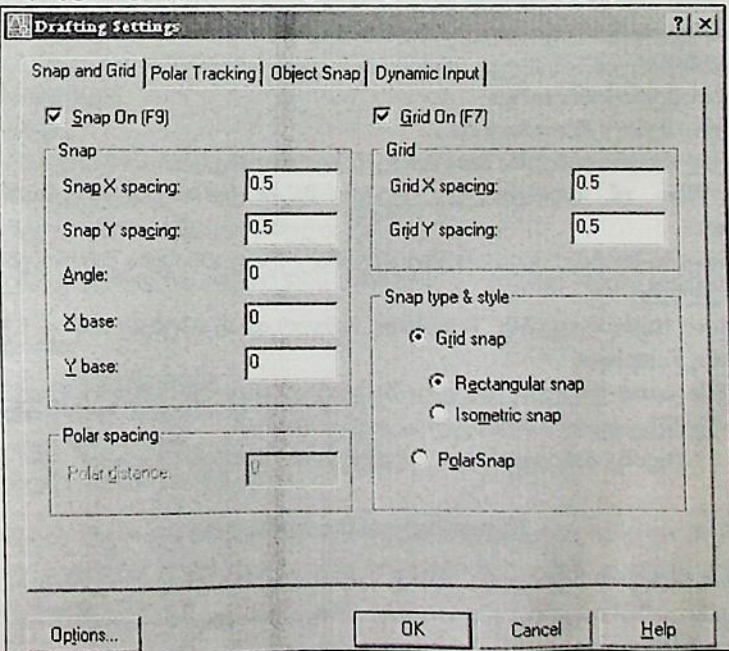 Drafting Settings
? X
Snap and Grid Polar Tracking Object Snap Dynamic Input
Snap On (F9)
Snap
Snap X spacing: 0.5
Snap Y spacing: 0.5
Angle: 0
X base: 0
Y base: 0
Polar spacing
Polar distance: 0
Grid On (F7)
Grid
Grid X spacing: 0.5
Grid Y spacing: 0.5
Snap type & style
Grid snap
Rectangular snap
Isometric snap
PolarSnap
Options... OK Cancel Help